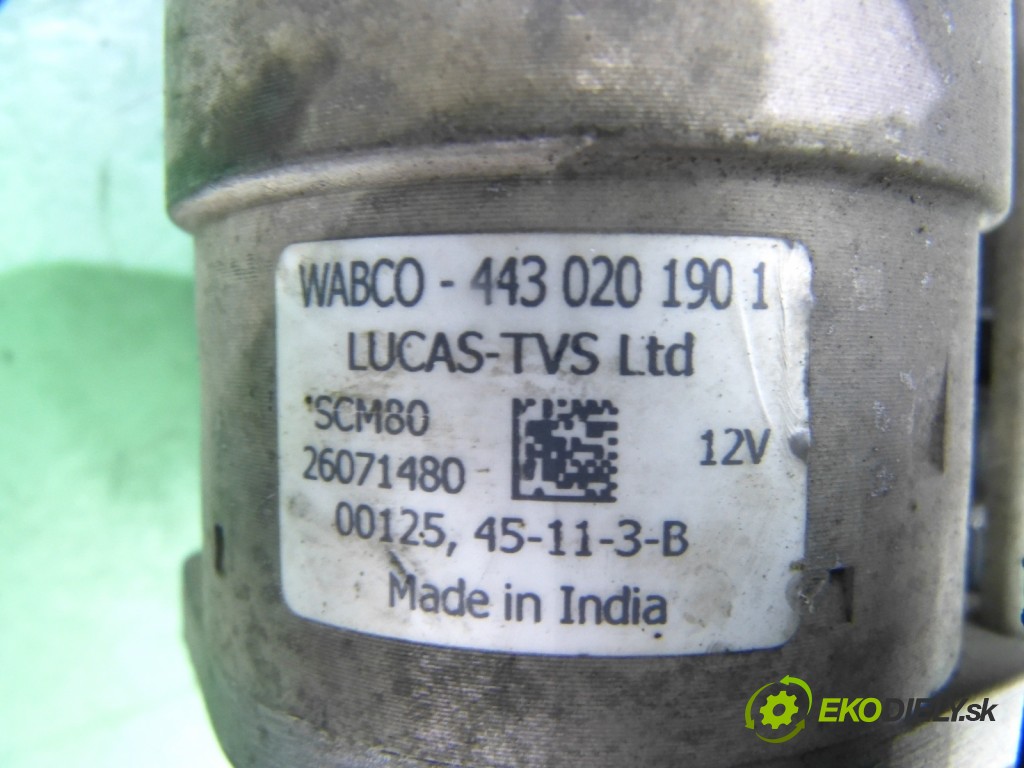 WABCO - 443 020 190 1
LUCAS-TVS Ltd
SCM80
26071480
12V
00125, 45-11-3-B
Made in India
EKODIELY.sk